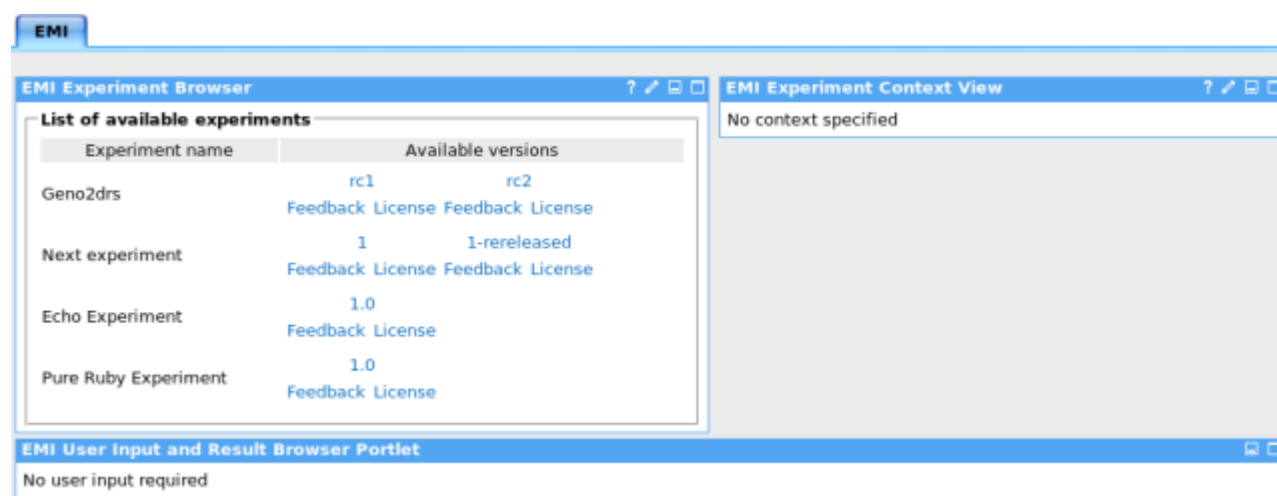 EMI
EMI Experiment Browser ?
List of available experiments
Experiment name Available versions
Geno2drs
rc1 rc2
Feedback License Feedback License
Next experiment
1 1-rereleased
Feedback License Feedback License
Echo Experiment
1.0
Feedback License
Pure Ruby Experiment
1.0
Feedback License
EMI Experiment Context View ?
No context specified
EMI User Input and Result Browser Portlet
No user input required